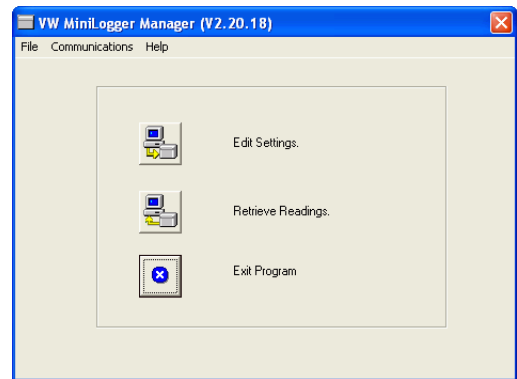 VW MiniLogger Manager (V2.20.18)
File Communications Help
Edit Settings.
Retrieve Readings.
Exit Program